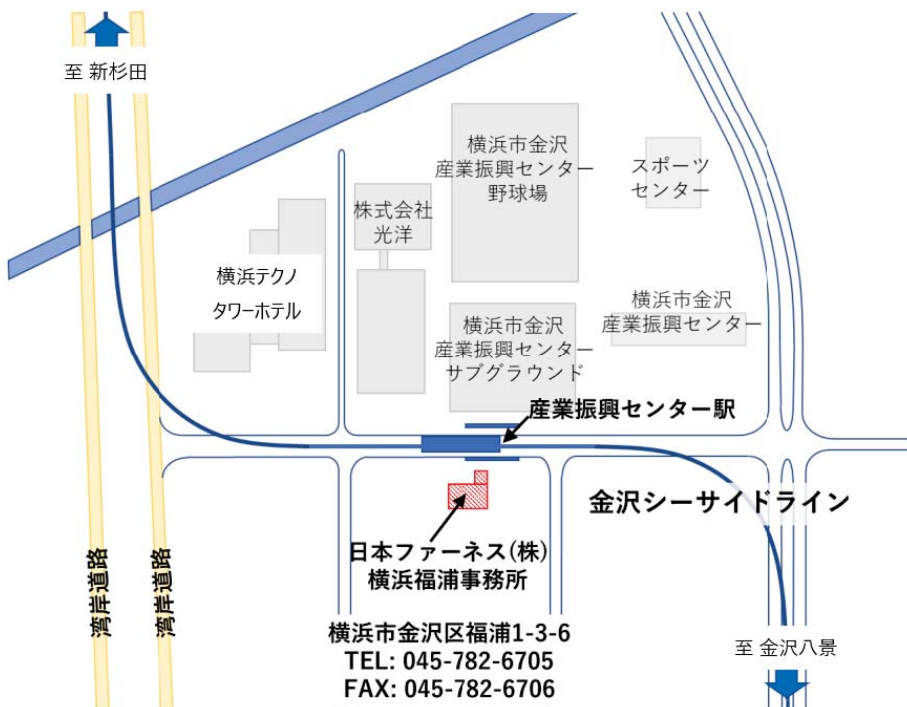 至 新杉田
横浜市金沢
産業振興センター
野球場
スポーツ
センター
株式会社
光洋
横浜テクノ
タワーホテル
横浜市金沢
産業振興センター
横浜市金沢
産業振興センター
サブグラウンド
産業振興センター駅
金沢シーサイドライン
日本ファーネス(株)
横浜福浦事務所
湾岸道路
湾岸道路
横浜市金沢区福浦1-3-6
TEL: 045-782-6705
FAX: 045-782-6706
至 金沢八景